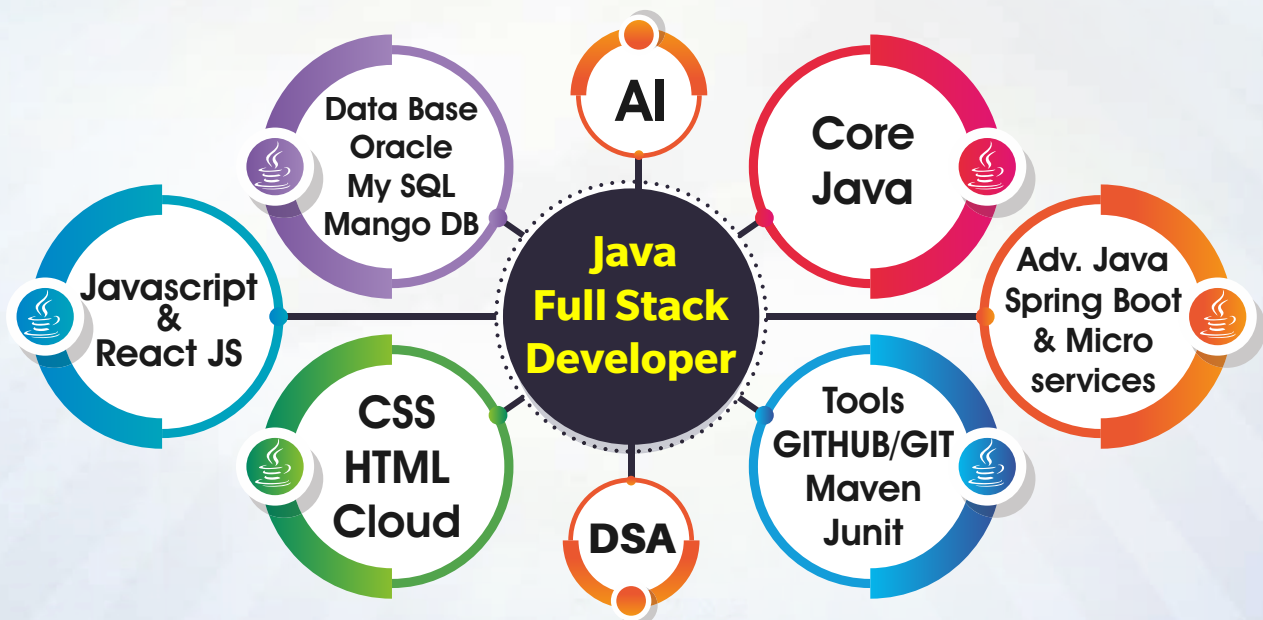 AI
Data Base
Oracle
My SQL
Mango DB
Core
Java
Javascript
&
React JS
Java
Full Stack
Developer
Adv. Java
Spring Boot
& Micro
services
CSS
HTML
Cloud
DSA
Tools
GITHUB/GIT
Maven
Junit